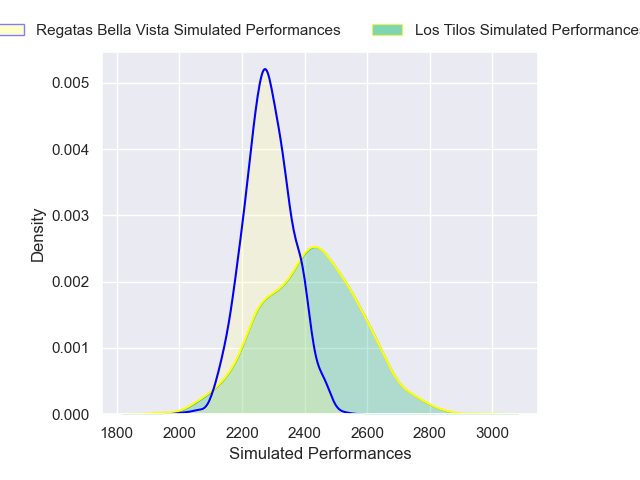 Regatas Bella Vista Simulated Performances Los Tilos Simulated Performances
0.005
0.004
0.003
0.002
0.001
0.000
Density
1800 2000 2200 2400 2600 2800 3000
Simulated Performances